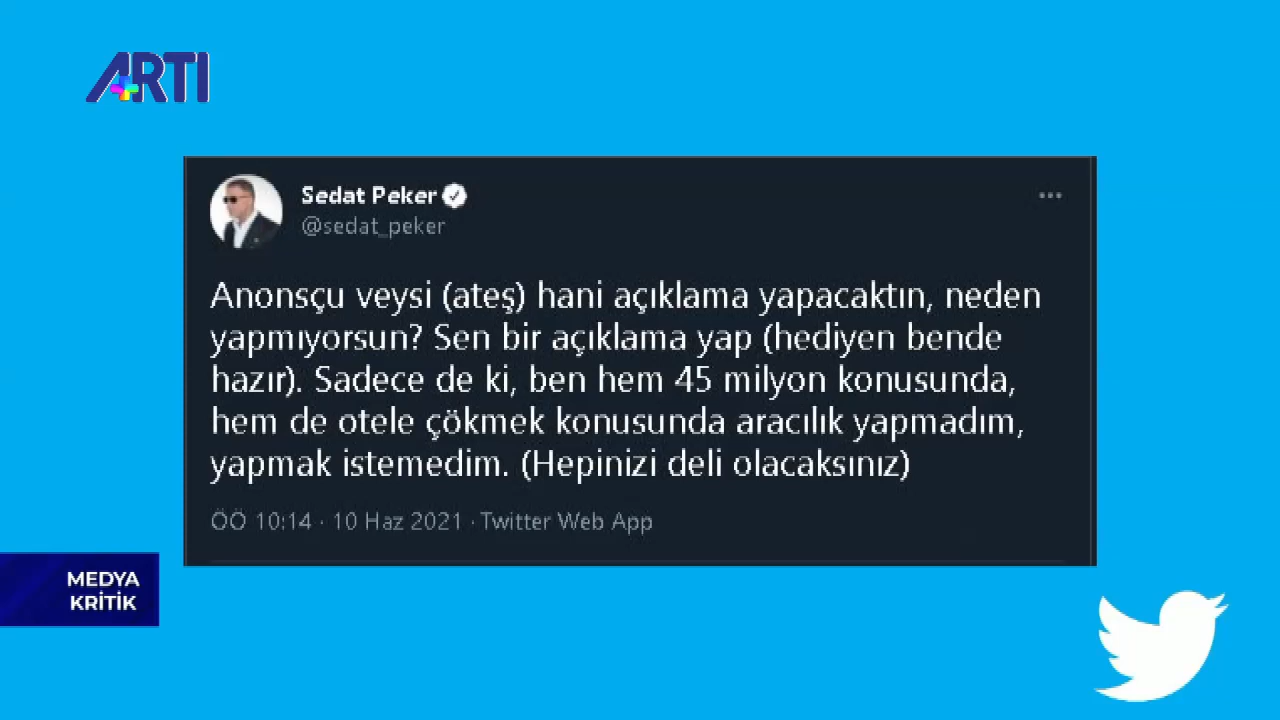 ARTI
Sedat Peker
@sedat_peker
Anonsçu veysi (ateş) hani açıklama yapacaktın, neden
yapmıyorsun? Sen bir açıklama yap (hediyen bende
hazır). Sadece de ki, ben hem 45 milyon konusunda,
hem de otele çökmek konusunda aracılık yapmadım,
yapmak istemedim. (Hepinizi deli olacaksınız)
ÖÖ 10:14 · 10 Haz 2021 · Twitter Web App
MEDYA
KRİTİK